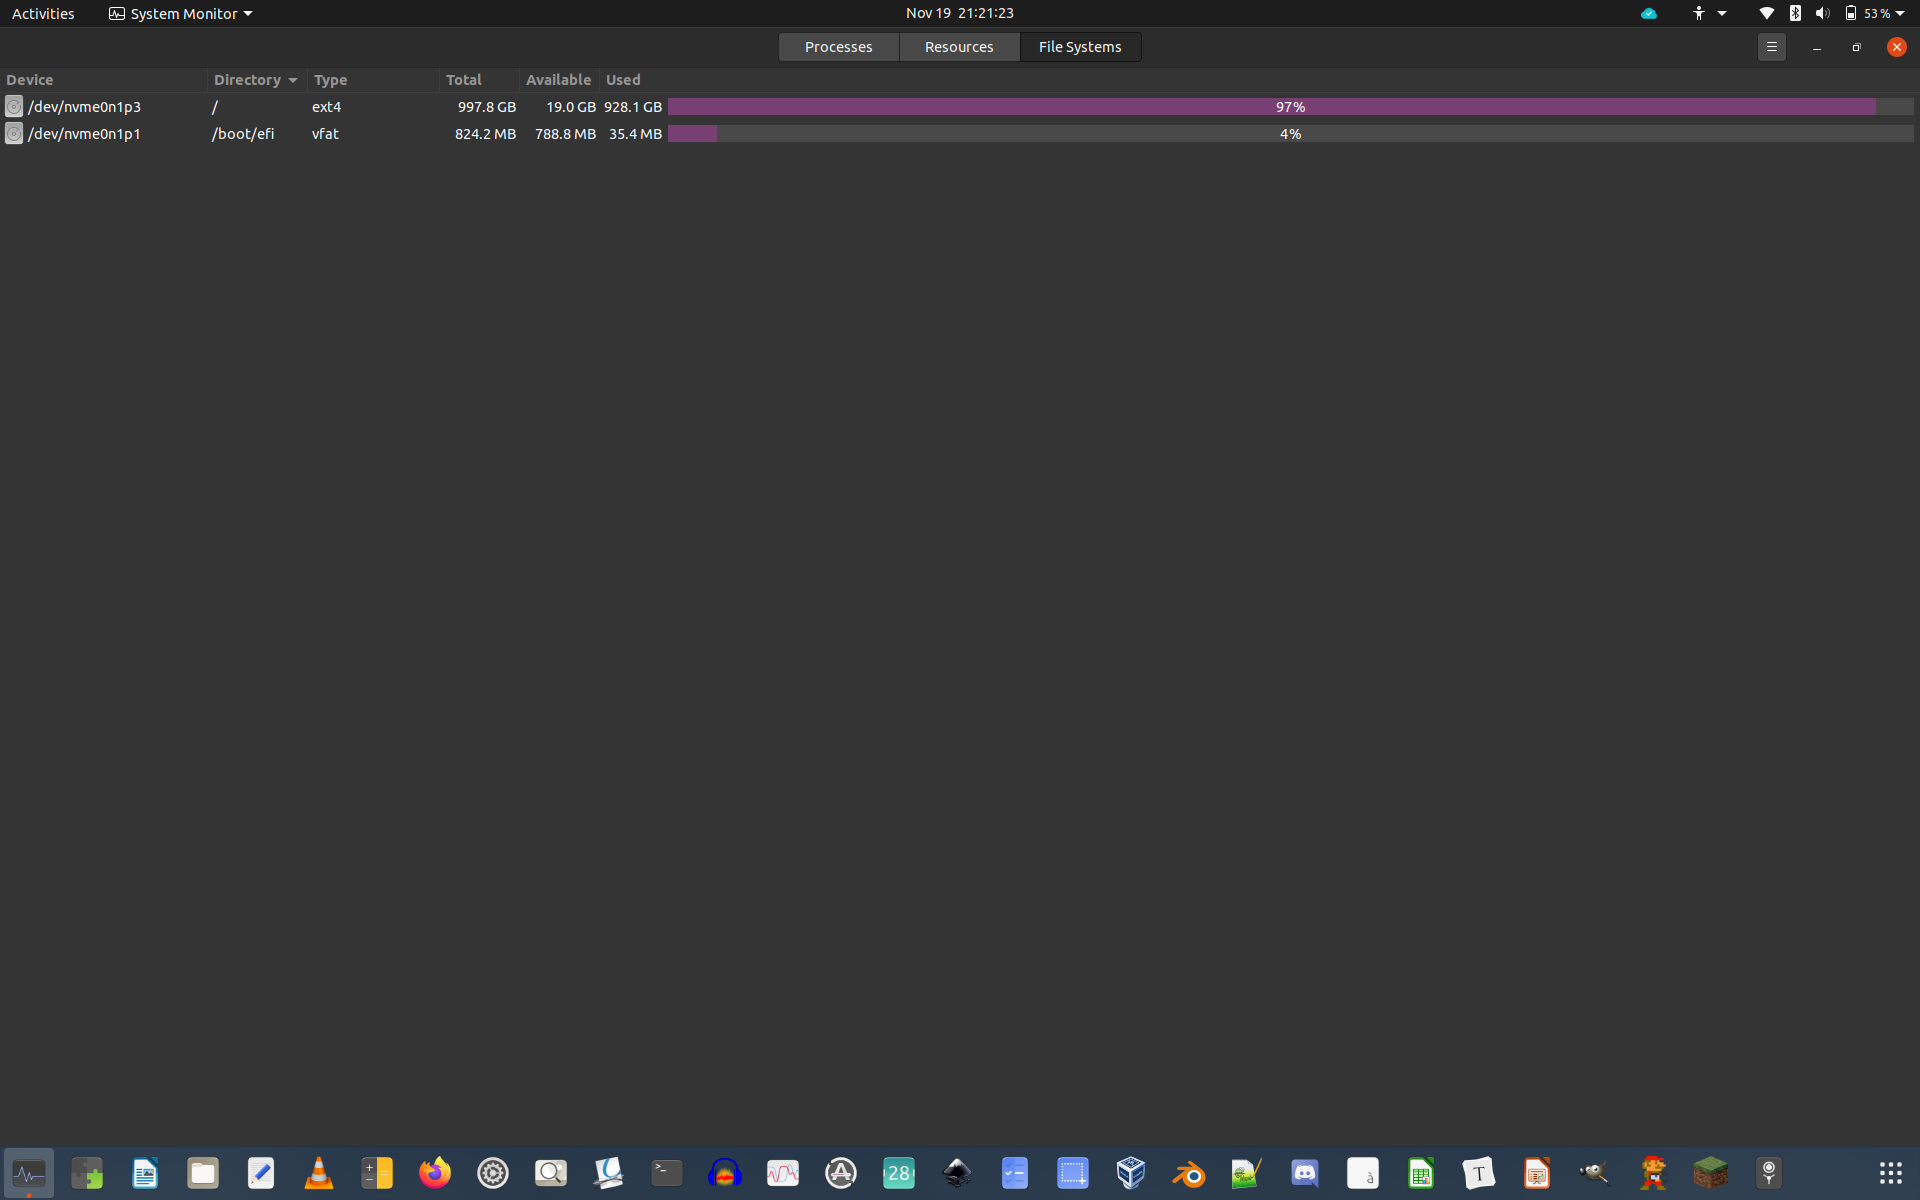 Activities System Monitor Nov 19 21:21:23 53 %
Processes Resources File Systems
Device Directory Type Total Available Used
/dev/nvme0n1p3 / ext4 997.8 GB 19.0 GB 928.1 GB 97%
/dev/nvme0n1p1 /boot/efi vfat 824.2 MB 788.8 MB 35.4 MB 4%
>_ 28 à T